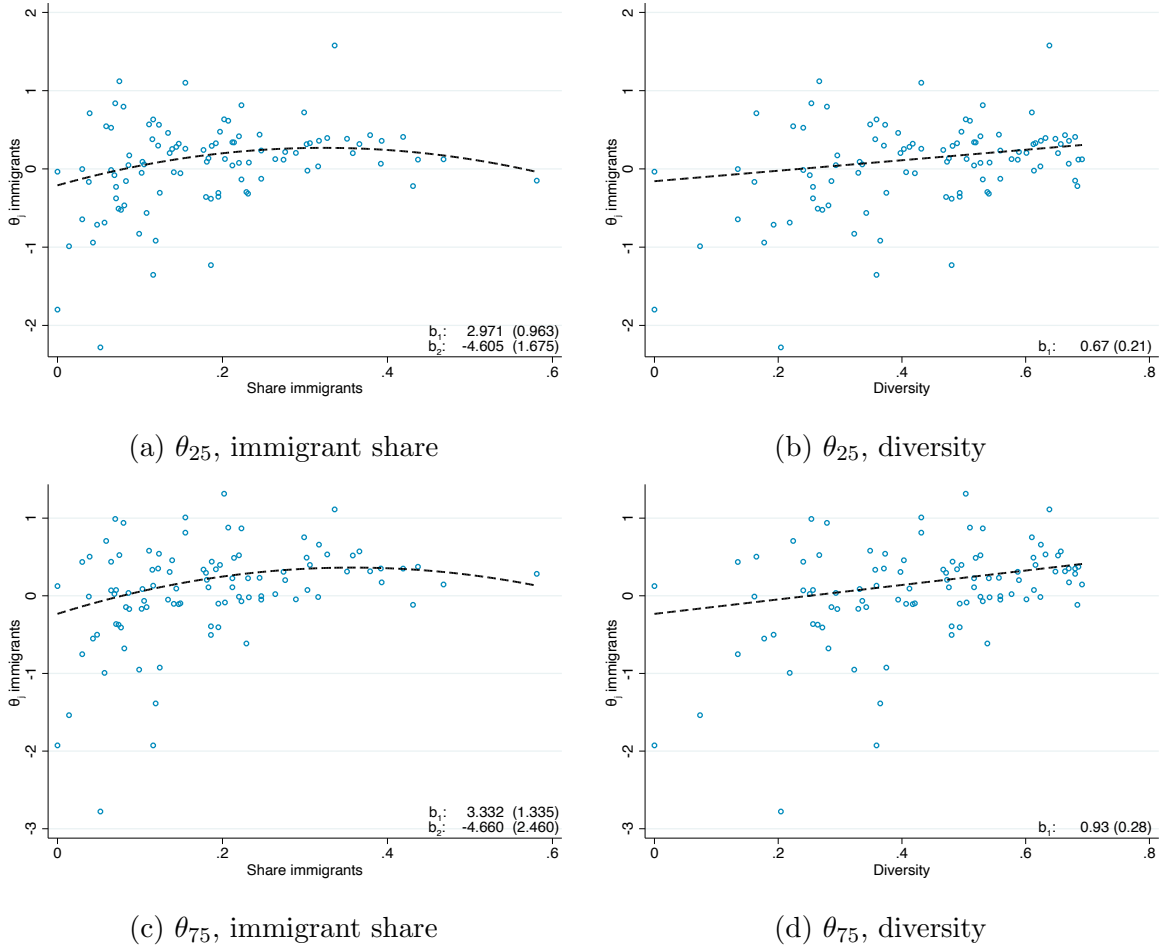 2
1
0
-1
-2
θj immigrants
0
.2
.4
.6
Share immigrants
b1: 2.971 (0.963)
b2: -4.605 (1.675)
(a) θ25, immigrant share
2
1
0
-1
-2
θj immigrants
0
.2
.4
.6
.8
Diversity
b1: 0.67 (0.21)
(b) θ25, diversity
1
0
-1
-2
-3
θj immigrants
0
.2
.4
.6
Share immigrants
b1: 3.332 (1.335)
b2: -4.660 (2.460)
(c) θ75, immigrant share
1
0
-1
-2
-3
θj immigrants
0
.2
.4
.6
.8
Diversity
b1: 0.93 (0.28)
(d) θ75, diversity